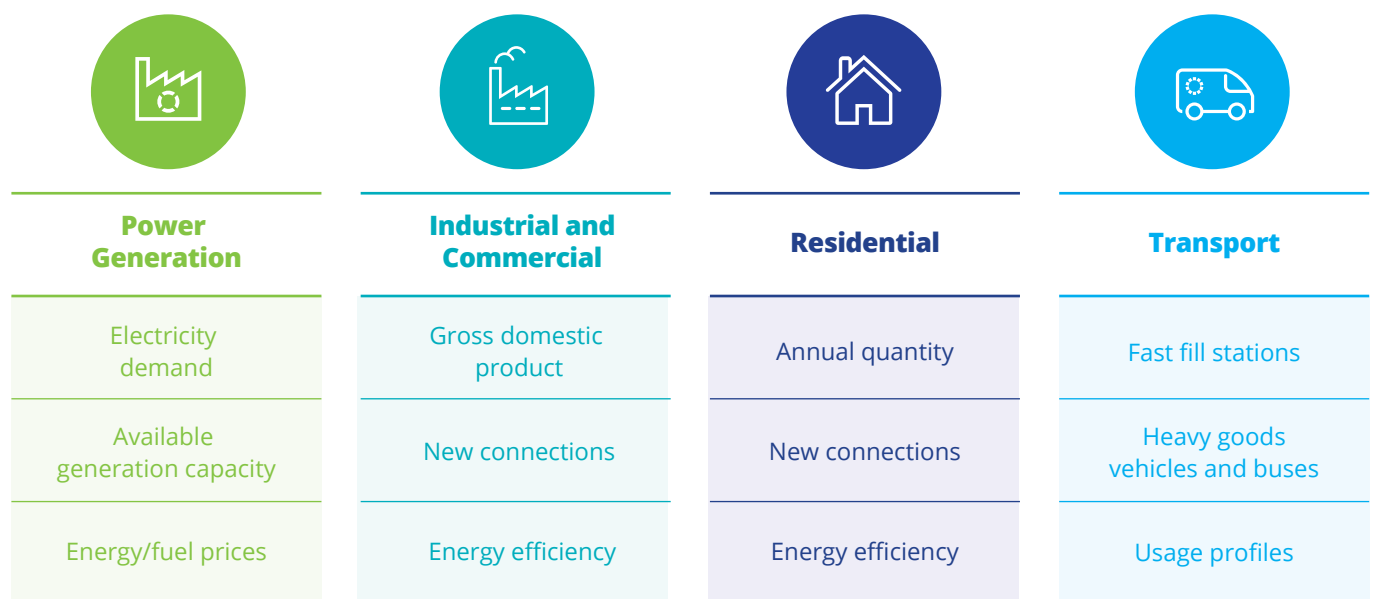 Power
Generation
Industrial and
Commercial
Residential
Transport
Electricity
demand
Gross domestic
product
Annual quantity
Fast fill stations
Available
generation capacity
New connections
New connections
Heavy goods
vehicles and buses
Energy/fuel prices
Energy efficiency
Energy efficiency
Usage profiles